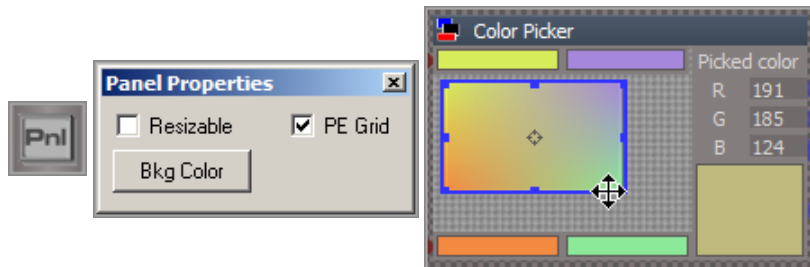 Pnl
Panel Properties
Resizable
PE Grid
Bkg Color
Color Picker
Picked color
R 191
G 185
B 124